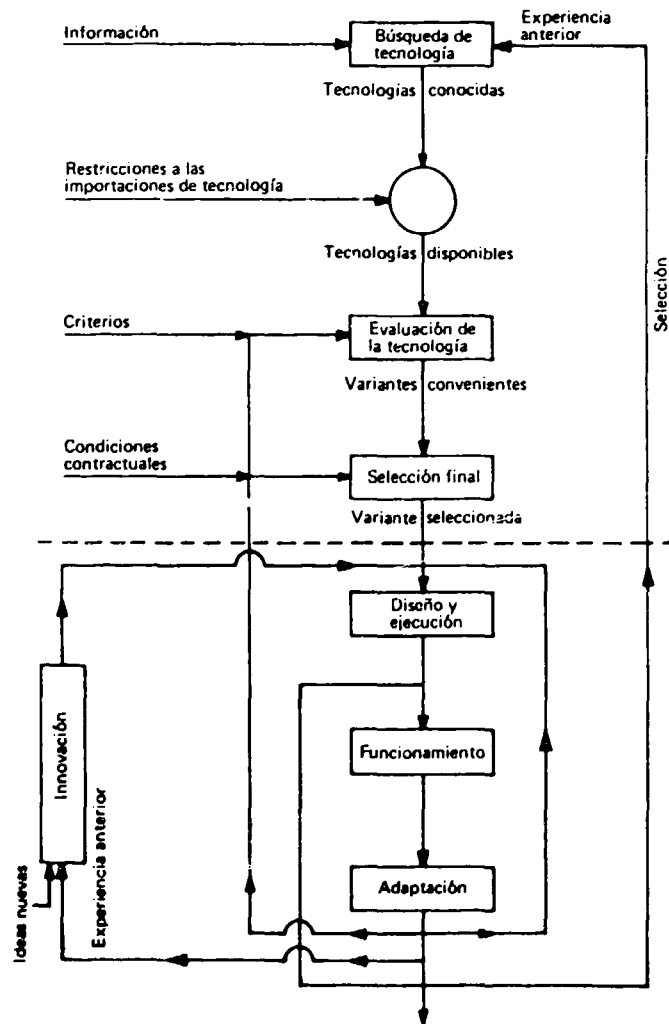 Información
Búsqueda de
tecnología
Experiencia
anterior
Tecnologías conocidas
Restricciones a las
importaciones de tecnología
Tecnologías disponibles
Selección
Criterios
Evaluación de
la tecnología
Variantes convenientes
Condiciones
contractuales
Selección final
Variante seleccionada
Diseño y
ejecución
Innovación
Funcionamiento
Experiencia anterior
Ideas nuevas
Adaptación